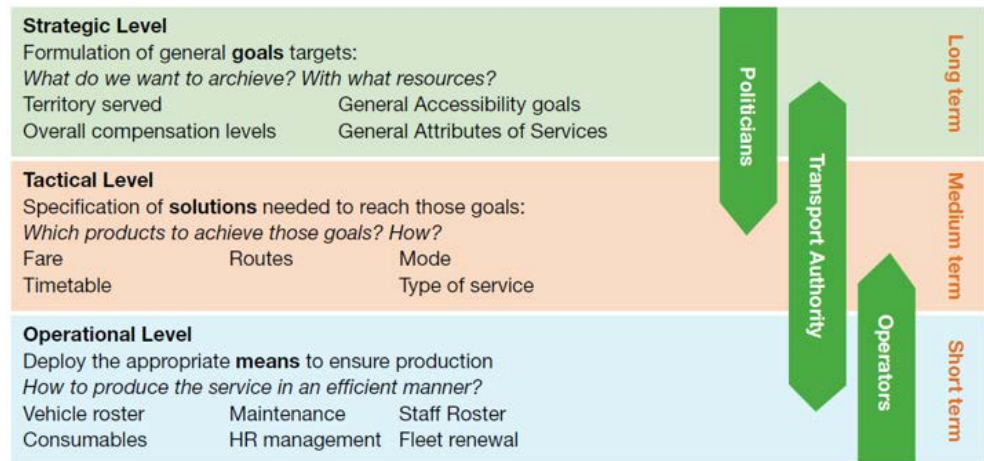 Strategic Level
Formulation of general goals targets:
What do we want to archieve? With what resources?
Territory served General Accessibility goals
Overall compensation levels General Attributes of Services
Politicians
Long term
Tactical Level
Specification of solutions needed to reach those goals:
Which products to achieve those goals? How?
Fare Routes Mode
Timetable Type of service
Transport Authority
Medium term
Operational Level
Deploy the appropriate means to ensure production
How to produce the service in an efficient manner?
Vehicle roster Maintenance Staff Roster
Consumables HR management Fleet renewal
Operators
Short term